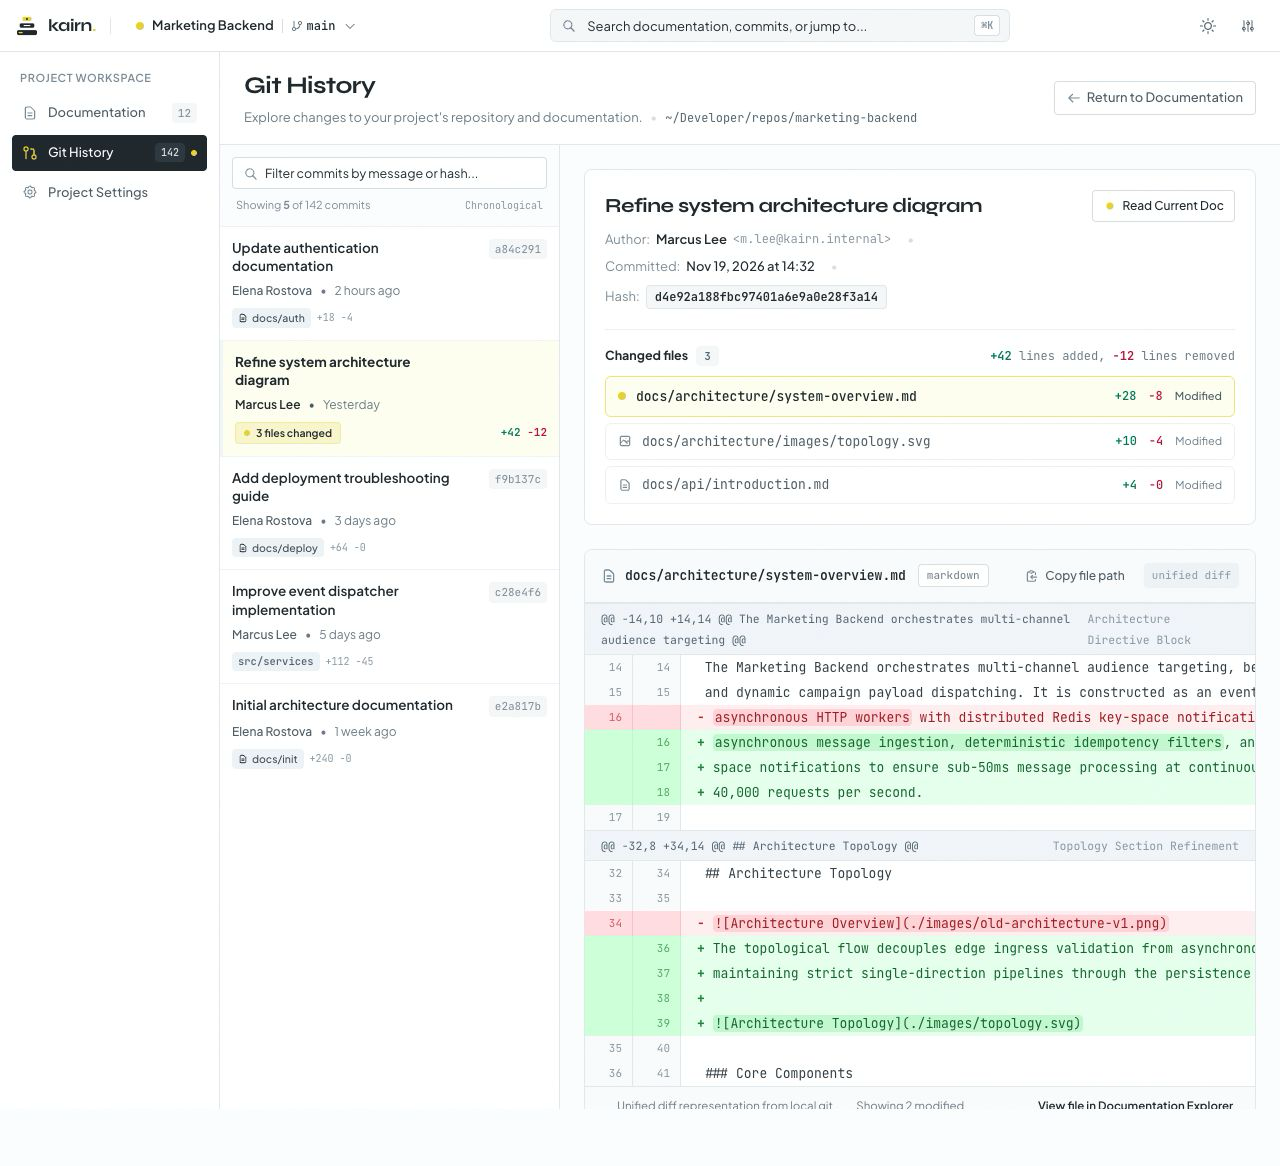 kairn.
Marketing Backend
main
Search documentation, commits, or jump to...
⌘K
PROJECT WORKSPACE
Documentation 12
Git History 142
Project Settings
Git History
Explore changes to your project's repository and documentation. • ~/Developer/repos/marketing-backend
← Return to Documentation
Filter commits by message or hash...
Showing 5 of 142 commits Chronological
Update authentication a84c291
documentation
Elena Rostova • 2 hours ago
docs/auth +18 -4
Refine system architecture
diagram
Marcus Lee • Yesterday
3 files changed +42 -12
Add deployment troubleshooting f9b137c
guide
Elena Rostova • 3 days ago
docs/deploy +64 -0
Improve event dispatcher c28e4f6
implementation
Marcus Lee • 5 days ago
src/services +112 -45
Initial architecture documentation e2a817b
Elena Rostova • 1 week ago
docs/init +240 -0
Refine system architecture diagram
Read Current Doc
Author: Marcus Lee <m.lee@kairn.internal> •
Committed: Nov 19, 2026 at 14:32 •
Hash: d4e92a188fbc97401a6e9a0e28f3a14
Changed files 3 +42 lines added, -12 lines removed
docs/architecture/system-overview.md +28 -8 Modified
docs/architecture/images/topology.svg +10 -4 Modified
docs/api/introduction.md +4 -0 Modified
docs/architecture/system-overview.md markdown Copy file path unified diff
@@ -14,10 +14,14 @@ The Marketing Backend orchestrates multi-channel Architecture
audience targeting @@ Directive Block
14 14 The Marketing Backend orchestrates multi-channel audience targeting, be
15 15 and dynamic campaign payload dispatching. It is constructed as an event
16 - asynchronous HTTP workers with distributed Redis key-space notificati
16 + asynchronous message ingestion, deterministic idempotency filters, an
17 + space notifications to ensure sub-50ms message processing at continuou
18 + 40,000 requests per second.
17 19
@@ -32,8 +34,14 @@ ## Architecture Topology @@ Topology Section Refinement
32 34 ## Architecture Topology
33 35
34 - ![Architecture Overview](./images/old-architecture-v1.png)
36 + The topological flow decouples edge ingress validation from asynchrono
37 + maintaining strict single-direction pipelines through the persistence
38 +
39 + ![Architecture Topology](./images/topology.svg)
35 40
36 41 ### Core Components
Unified diff representation from local git Showing 2 modified View file in Documentation Explorer